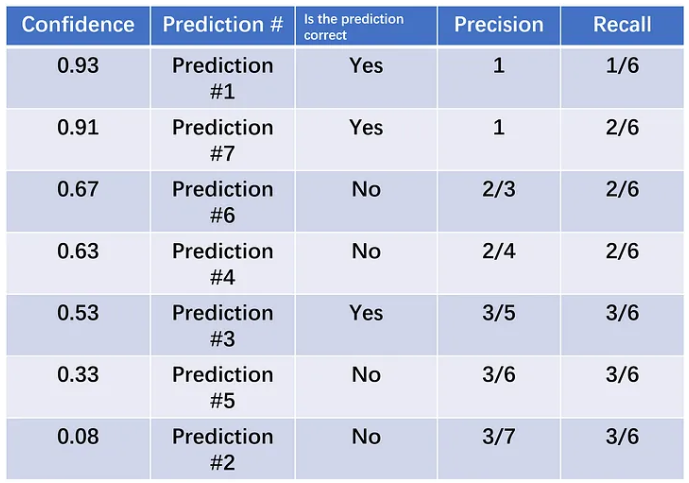 Confidence Prediction # Is the prediction correct Precision Recall
0.93 Prediction #1 Yes 1 1/6
0.91 Prediction #7 Yes 1 2/6
0.67 Prediction #6 No 2/3 2/6
0.63 Prediction #4 No 2/4 2/6
0.53 Prediction #3 Yes 3/5 3/6
0.33 Prediction #5 No 3/6 3/6
0.08 Prediction #2 No 3/7 3/6